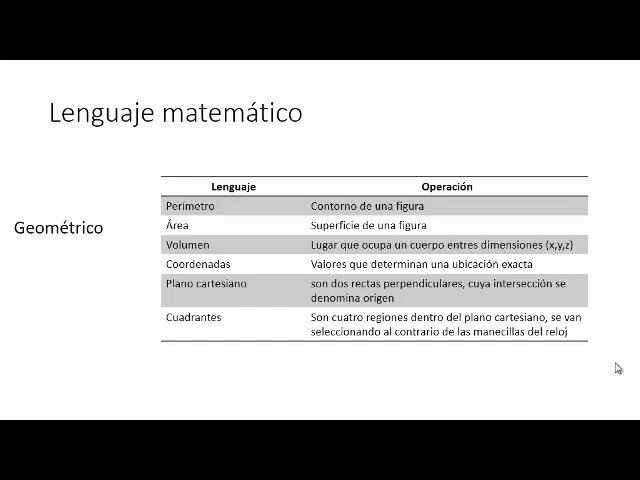 Lenguaje matemático
Geométrico
Lenguaje Operación
Perímetro Contorno de una figura
Área Superficie de una figura
Volumen Lugar que ocupa un cuerpo entres dimensiones (x,y,z)
Coordenadas Valores que determinan una ubicación exacta
Plano cartesiano son dos rectas perpendiculares, cuya intersección se
denomina origen
Cuadrantes Son cuatro regiones dentro del plano cartesiano, se van
seleccionando al contrario de las manecillas del reloj